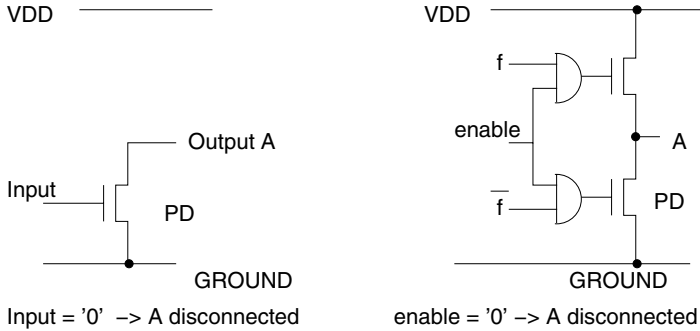 VDD
Output A
Input
PD
GROUND
Input = '0' −> A disconnected
VDD
f
enable
A
f̅
PD
GROUND
enable = '0' −> A disconnected